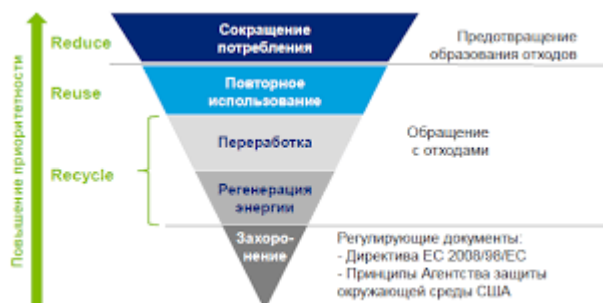 Повышение приоритетности
Reduce
Сокращение
потребления
Предотвращение
образования отходов
Reuse
Повторное
использование
Recycle
Переработка
Обращение
с отходами
Регенерация
энергии
Захоро-
нение
Регулирующие документы:
- Директива ЕС 2008/98/EC
- Принципы Агентства защиты
окружающей среды США